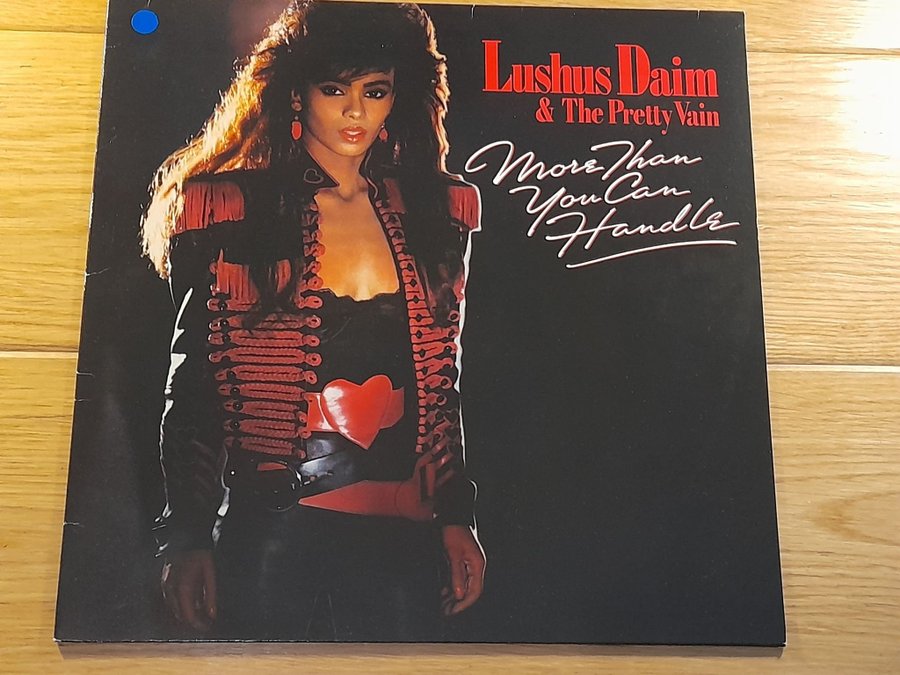 Lushus Daim
& The Pretty Vain
More Than
You Can
Handle